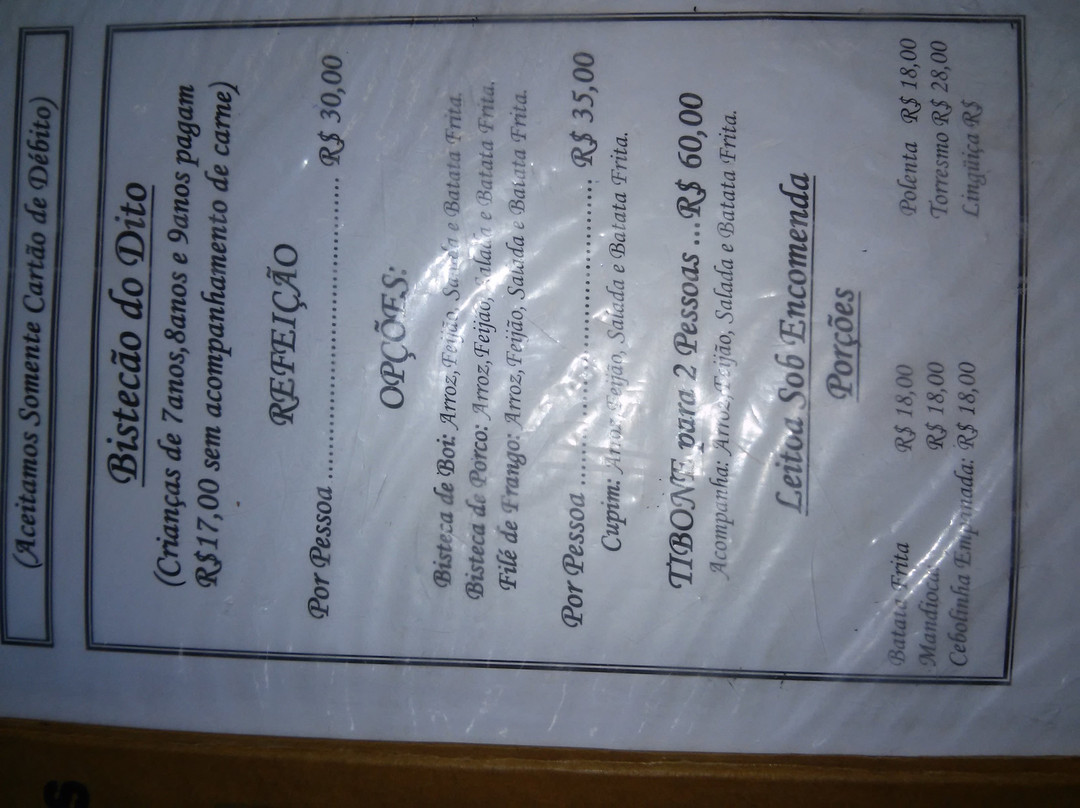 (Aceitamos Somente Cartão de Débito)
Bistecão do Dito
(Crianças de 7anos,8anos e 9anos pagam
R$17,00 sem acompanhamento de carne)
REFEIÇÃO
Por Pessoa ............................... R$ 30,00
OPÇÕES:
Bisteca de Boi: Arroz,Feijão, Salada e Batata Frita.
Bisteca de Porco: Arroz,Feijão, Salada e Batata Frita.
Filé de Frango: Arroz,Feijão, Salada e Batata Frita.
Por Pessoa ............................... R$ 35,00
Cupim: Arroz,Feijão, Salada e Batata Frita.
TIBONE para 2 Pessoas ...R$ 60,00
Acompanha: Arroz,Feijão, Salada e Batata Frita.
Leitoa Sob Encomenda
Porções
Batata Frita R$ 18,00 Polenta R$ 18,00
Mandioca R$ 18,00 Torresmo R$ 28,00
Cebolinha Empanada: R$ 18,00 Lingüiça R$
S